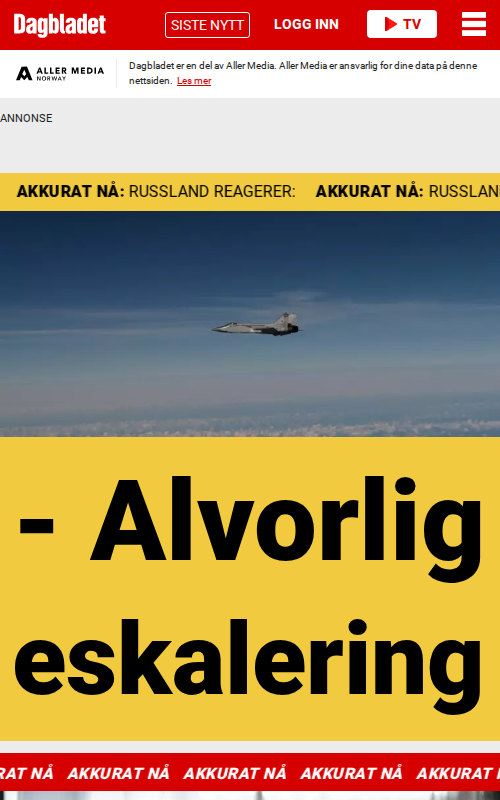 Dagbladet
SISTE NYTT
LOGG INN
TV
ALLER MEDIA
NORWAY
Dagbladet er en del av Aller Media. Aller Media er ansvarlig for dine data på denne
nettsiden. Les mer
ANNONSE
AKKURAT NÅ: RUSSLAND REAGERER: AKKURAT NÅ: RUSSLAN
- Alvorlig
eskalering
RAT NÅ AKKURAT NÅ AKKURAT NÅ AKKURAT NÅ AKKURAT